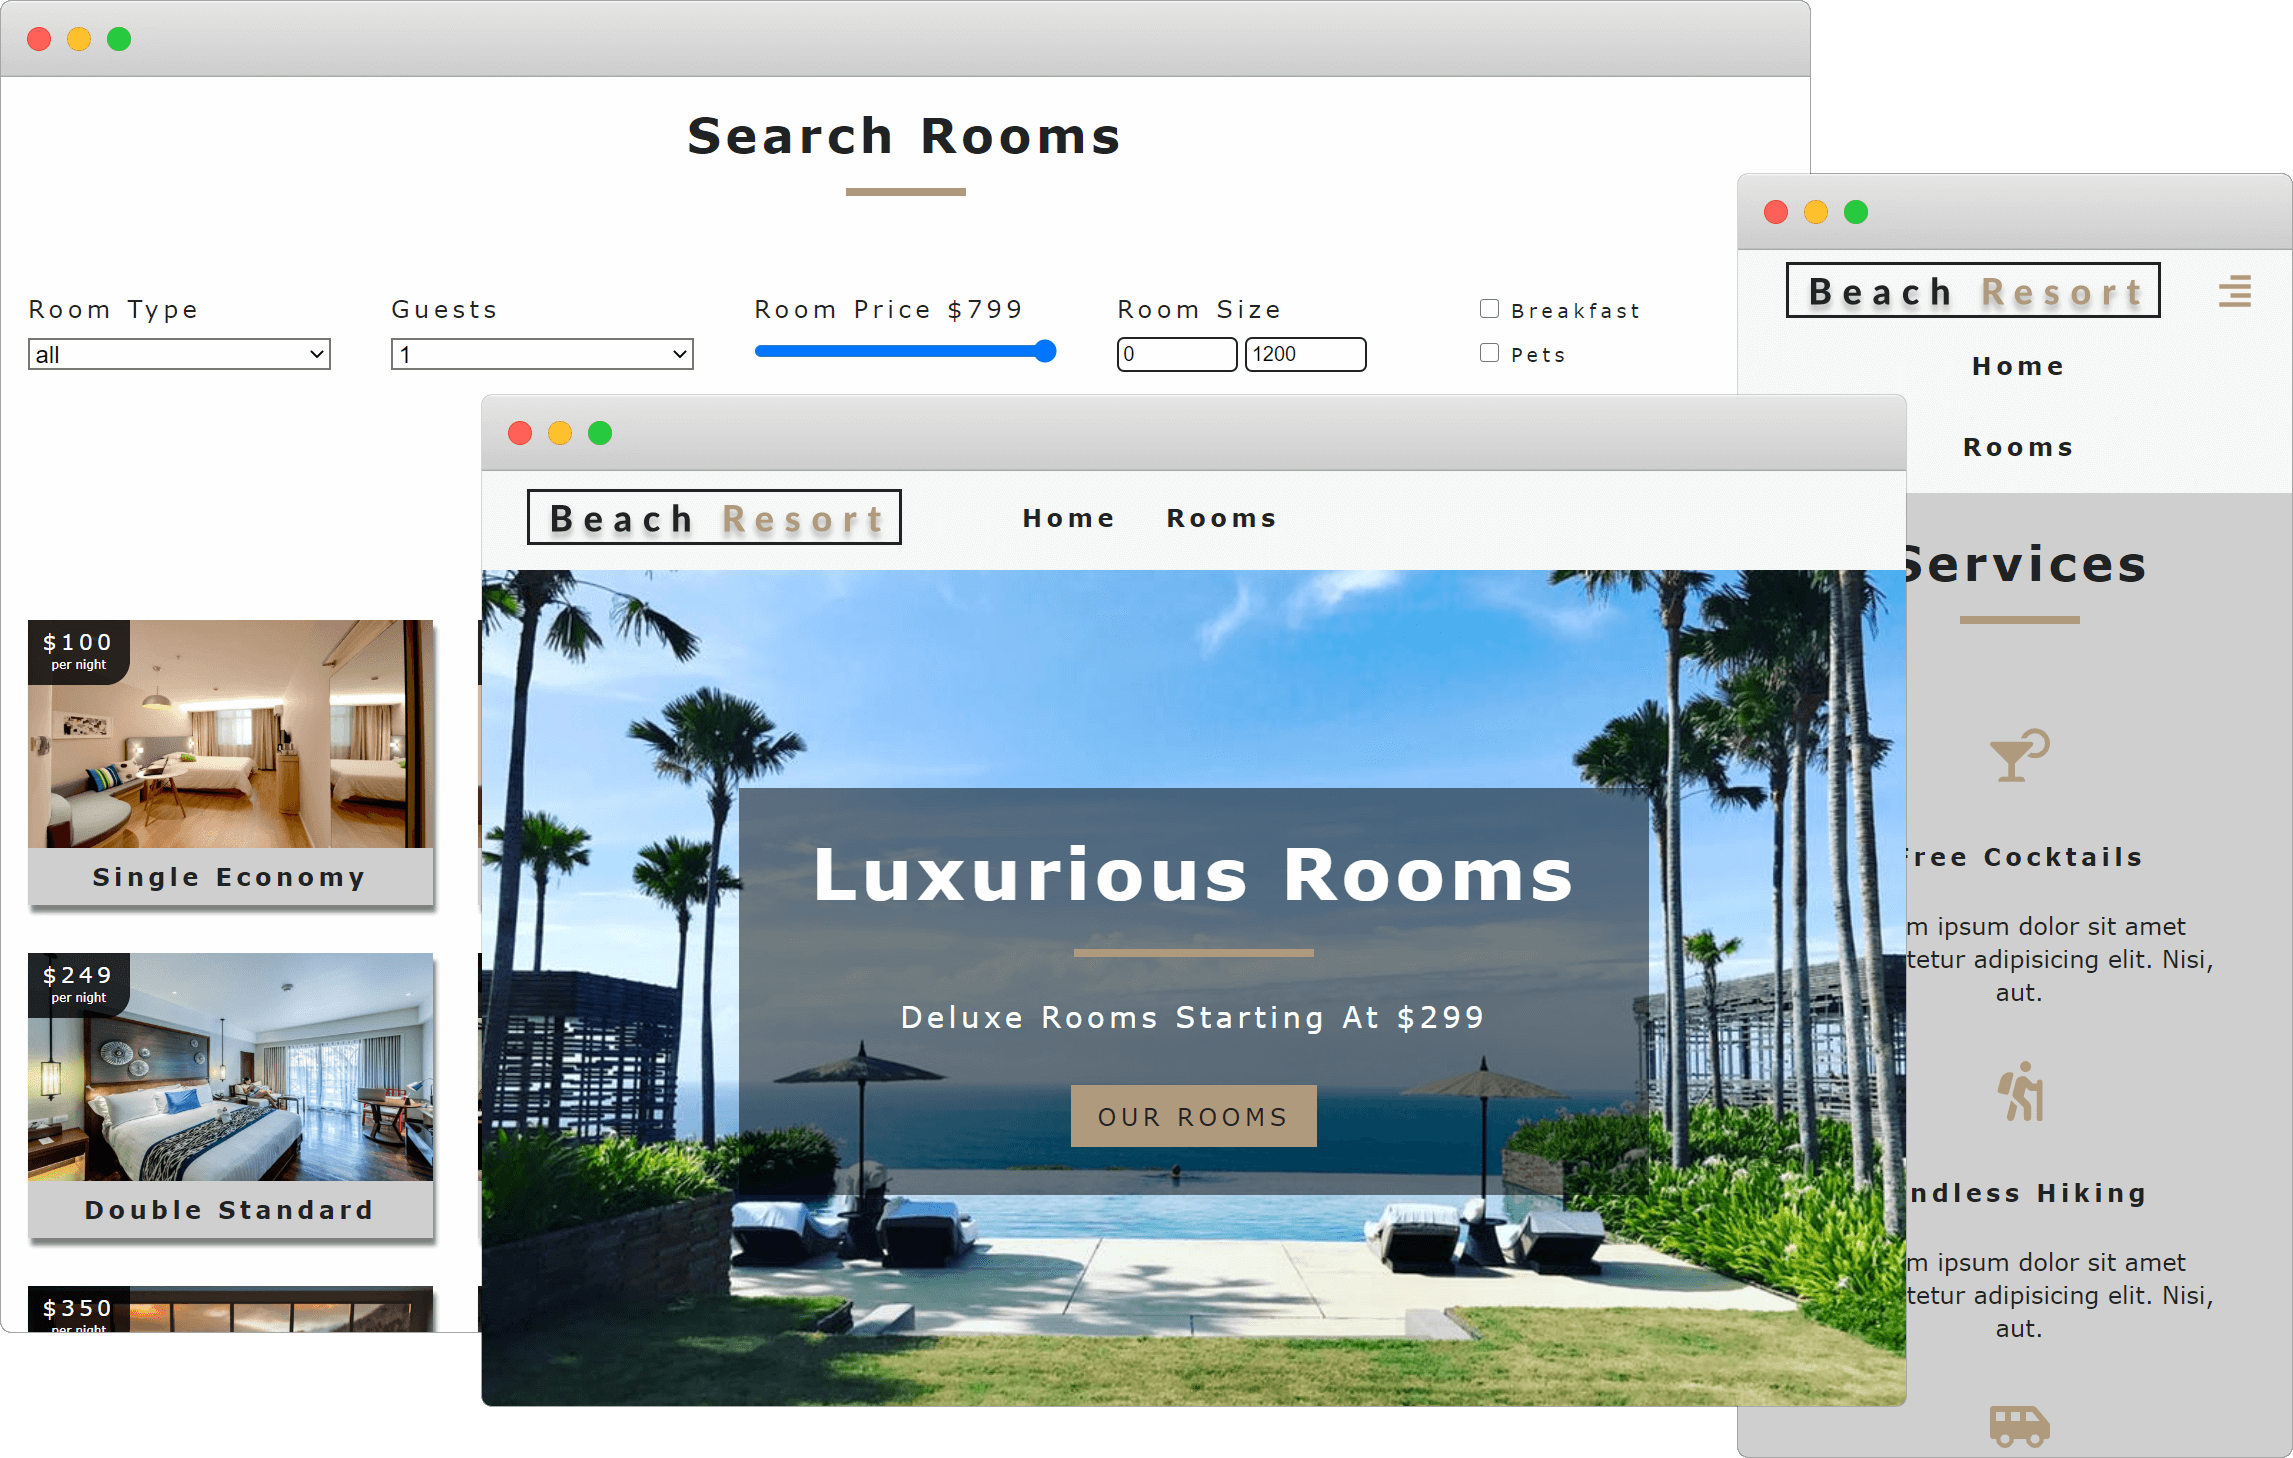 Search Rooms
Room Type
Guests
Room Price $799
Room Size
Breakfast
all
1
0
1200
Pets
$100
per night
Single Economy
$249
per night
Double Standard
$350
per night
Beach Resort
Home
Rooms
Luxurious Rooms
Deluxe Rooms Starting At $299
OUR ROOMS
Beach Resort
Home
Rooms
Services
Free Cocktails
m ipsum dolor sit amet
tetur adipisicing elit. Nisi,
aut.
ndless Hiking
m ipsum dolor sit amet
tetur adipisicing elit. Nisi,
aut.